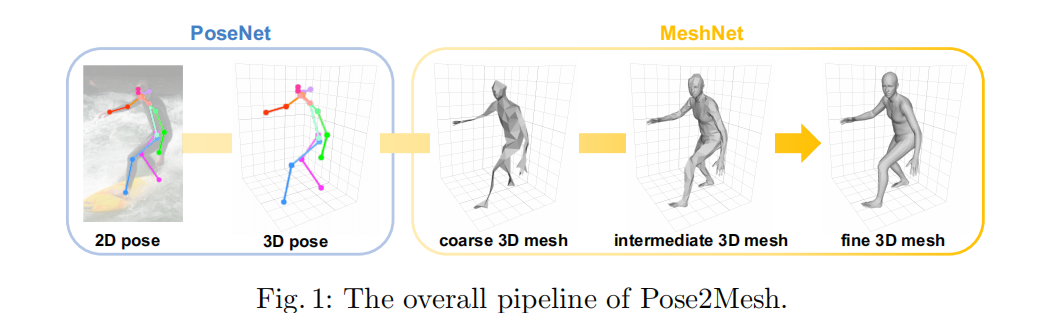 PoseNet
MeshNet
2D pose
3D pose
coarse 3D mesh
intermediate 3D mesh
fine 3D mesh
Fig. 1: The overall pipeline of Pose2Mesh.